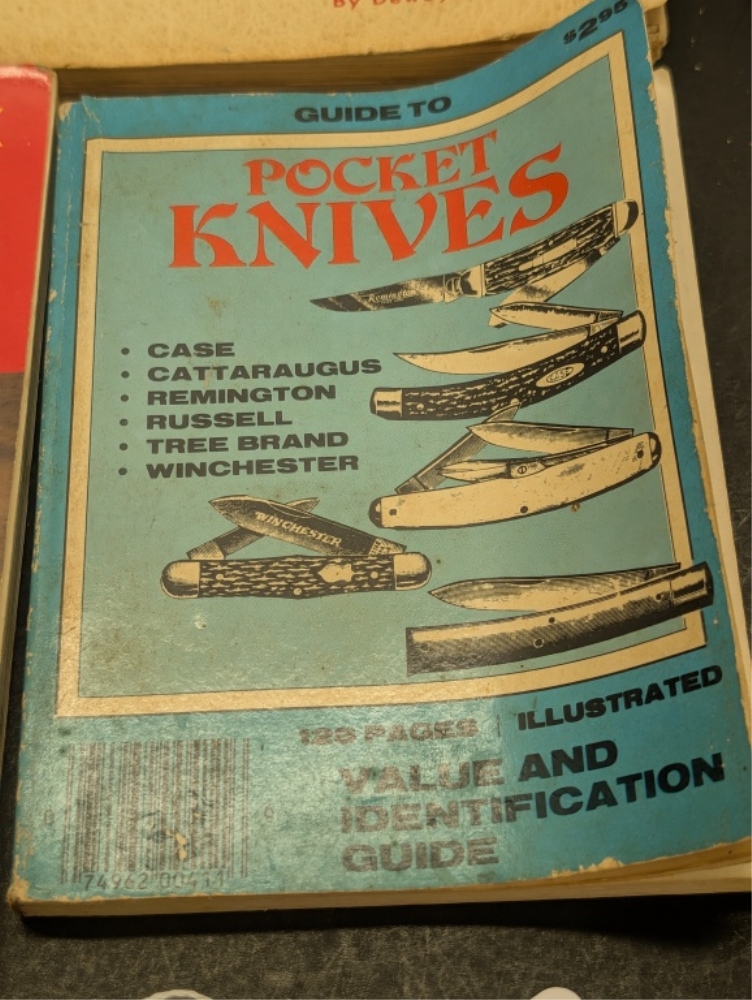 $2.95
GUIDE TO
POCKET
KNIVES
Remington
• CASE
• CATTARAUGUS
• REMINGTON
• RUSSELL
• TREE BRAND
• WINCHESTER
CASE
WINCHESTER
PAGES ILLUSTRATED
VALUE AND
IDENTIFICATION
GUIDE
74962